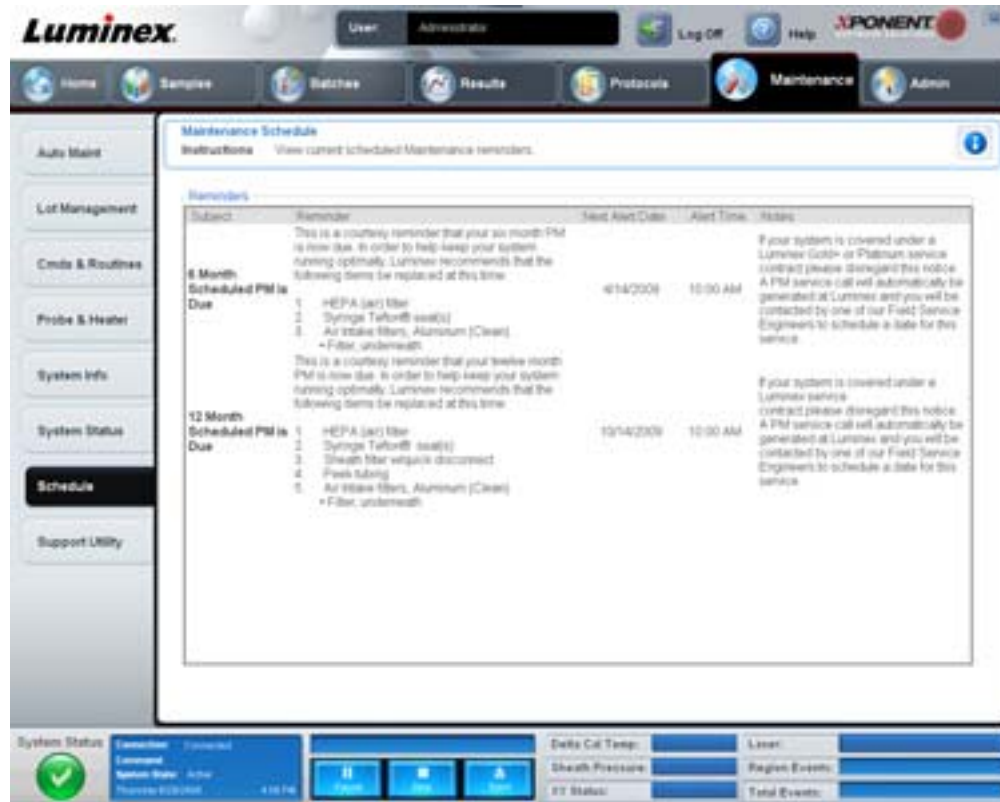 Luminex.
User:
Administrator
Log Off
Help
XPONENT
Home
Samples
Batches
Results
Protocols
Maintenance
Admin
Auto Maint
Lot Management
Cmds & Routines
Probe & Heater
System Info
System Status
Schedule
Support Utility
Maintenance Schedule
Instructions View current scheduled Maintenance reminders.
Reminders
Subject Reminder Next Alert Date Alert Time Notes
6 Month
Scheduled PM is
Due
This is a courtesy reminder that your six month PM
is now due. In order to help keep your system
running optimally, Luminex recommends that the
following items be replaced at this time:
1. HEPA (air) filter
2. Syringe Teflon® seal(s)
3. Air intake filters, Aluminum (Clean)
• Filter, underneath
4/14/2009
10:00 AM
If your system is covered under a
Luminex Gold+ or Platinum service
contract please disregard this notice.
A PM service call will automatically be
generated at Luminex and you will be
contacted by one of our Field Service
Engineers to schedule a date for this
service.
12 Month
Scheduled PM is
Due
This is a courtesy reminder that your twelve month
PM is now due. In order to help keep your system
running optimally, Luminex recommends that the
following items be replaced at this time:
1. HEPA (air) filter
2. Syringe Teflon® seal(s)
3. Sheath filter w/quick disconnect
4. Peek tubing
5. Air intake filters, Aluminum (Clean)
• Filter, underneath
10/14/2009
10:00 AM
If your system is covered under a
Luminex service
contract please disregard this notice.
A PM service call will automatically be
generated at Luminex and you will be
contacted by one of our Field Service
Engineers to schedule a date for this
service.
System Status
Connection: Connected
Command:
System State: Active
Pause
Stop
Eject
Delta Cal Temp:
Sheath Pressure:
XY Status:
Laser:
Region Events:
Total Events: